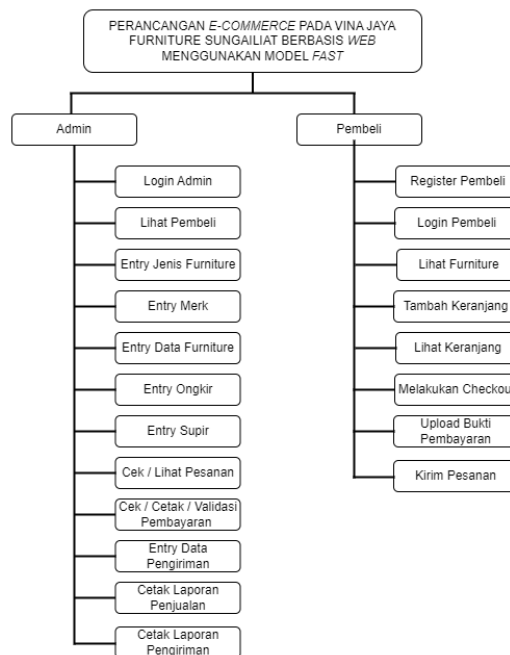 PERANCANGAN E-COMMERCE PADA VINA JAYA
FURNITURE SUNGAILIAT BERBASIS WEB
MENGGUNAKAN MODEL FAST
Admin
Login Admin
Lihat Pembeli
Entry Jenis Furniture
Entry Merk
Entry Data Furniture
Entry Ongkir
Entry Supir
Cek / Lihat Pesanan
Cek / Cetak / Validasi
Pembayaran
Entry Data
Pengiriman
Cetak Laporan
Penjualan
Cetak Laporan
Pengiriman
Pembeli
Register Pembeli
Login Pembeli
Lihat Furniture
Tambah Keranjang
Lihat Keranjang
Melakukan Checkou
Upload Bukti
Pembayaran
Kirim Pesanan